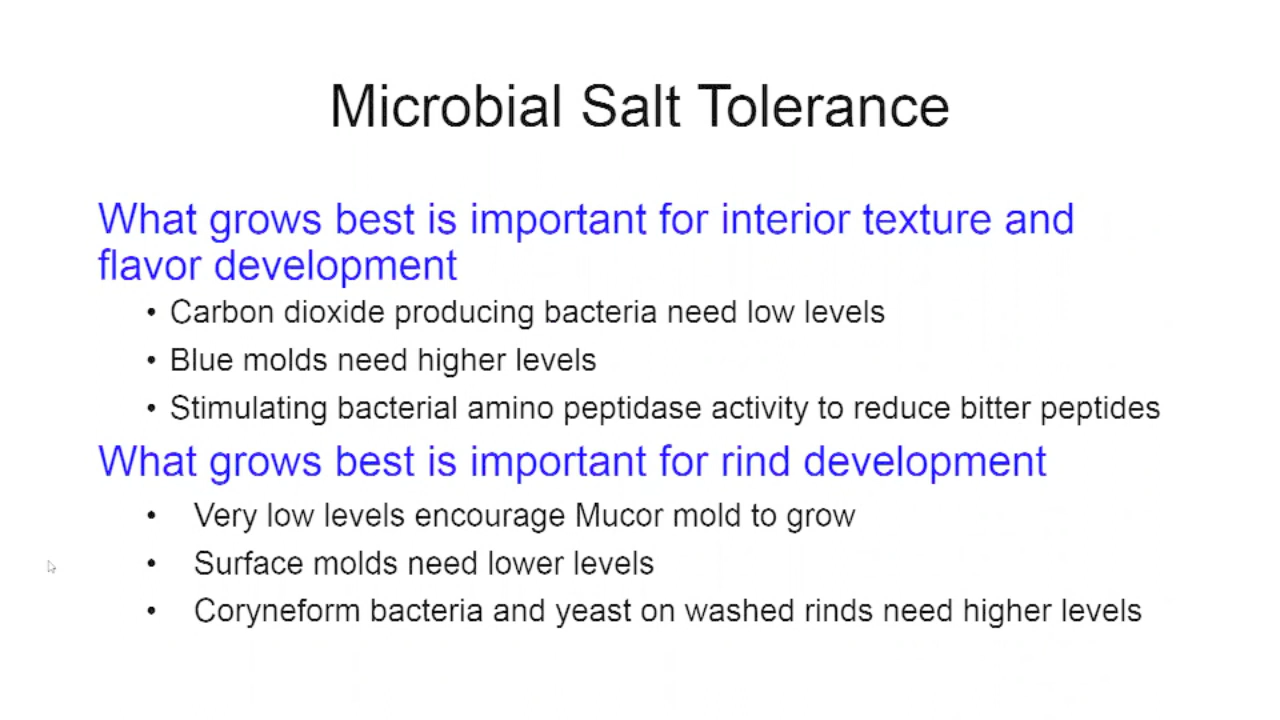 Microbial Salt Tolerance
What grows best is important for interior texture and
flavor development
• Carbon dioxide producing bacteria need low levels
• Blue molds need higher levels
• Stimulating bacterial amino peptidase activity to reduce bitter peptides
What grows best is important for rind development
• Very low levels encourage Mucor mold to grow
• Surface molds need lower levels
• Coryneform bacteria and yeast on washed rinds need higher levels